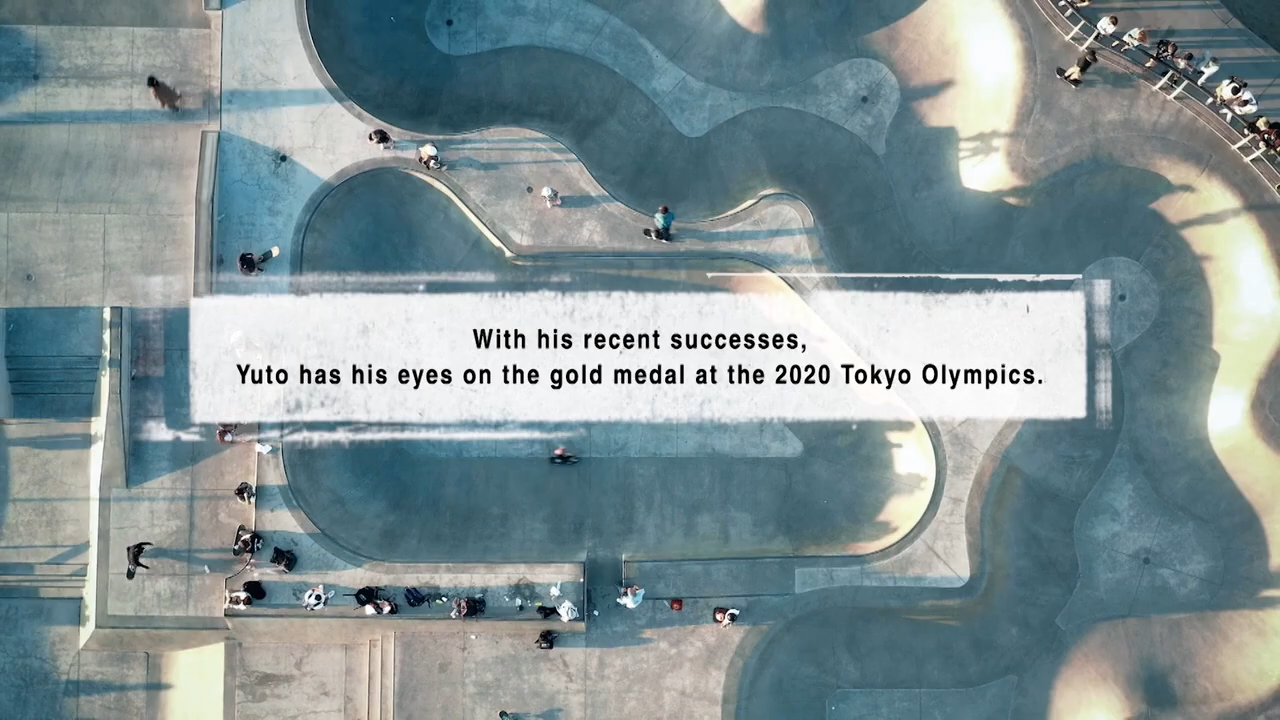 With his recent successes,
Yuto has his eyes on the gold medal at the 2020 Tokyo Olympics.